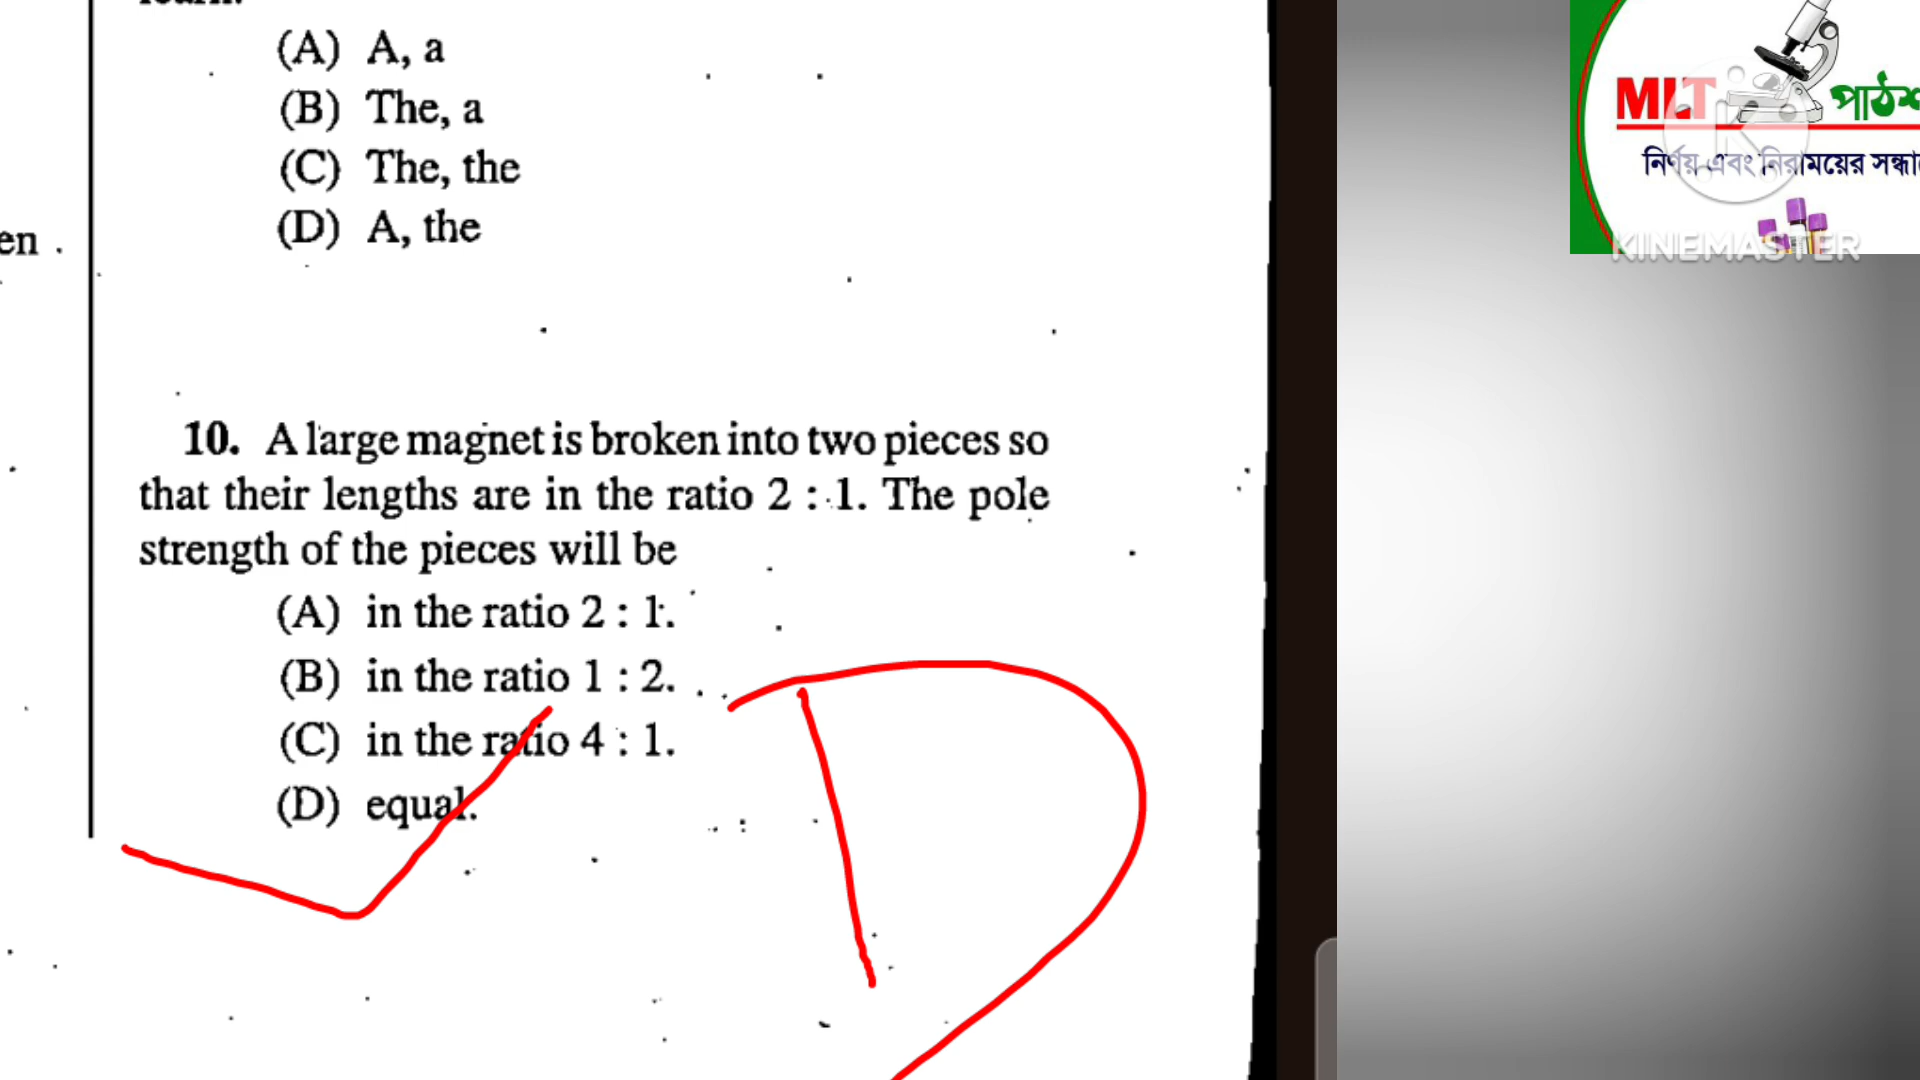 (A) A, a
(B) The, a
(C) The, the
(D) A, the
en .
10. A large magnet is broken into two pieces so
that their lengths are in the ratio 2 : 1. The pole
strength of the pieces will be
(A) in the ratio 2 : 1.
(B) in the ratio 1 : 2.
(C) in the ratio 4 : 1.
(D) equal.
D
MLT পাঠশ
নির্ণয় এবং নিরাময়ের সন্ধা
KINEMASTER